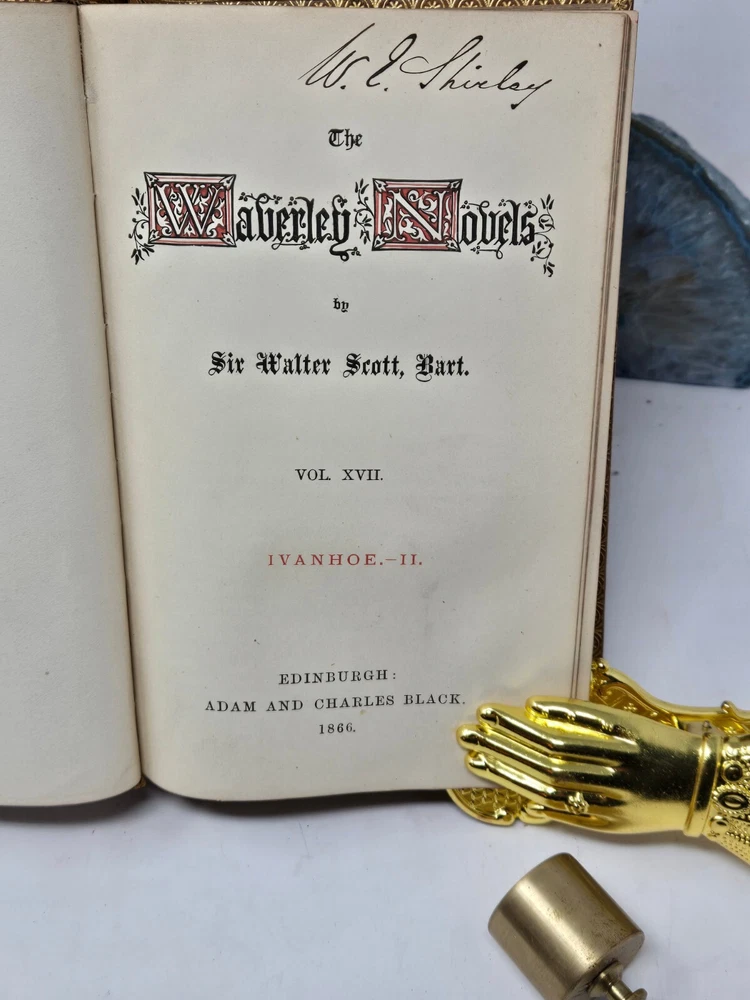 W. E. Shirley
The
Waverley Novels
by
Sir Walter Scott, Bart.
VOL. XVII.
IVANHOE.–II.
EDINBURGH:
ADAM AND CHARLES BLACK.
1866.